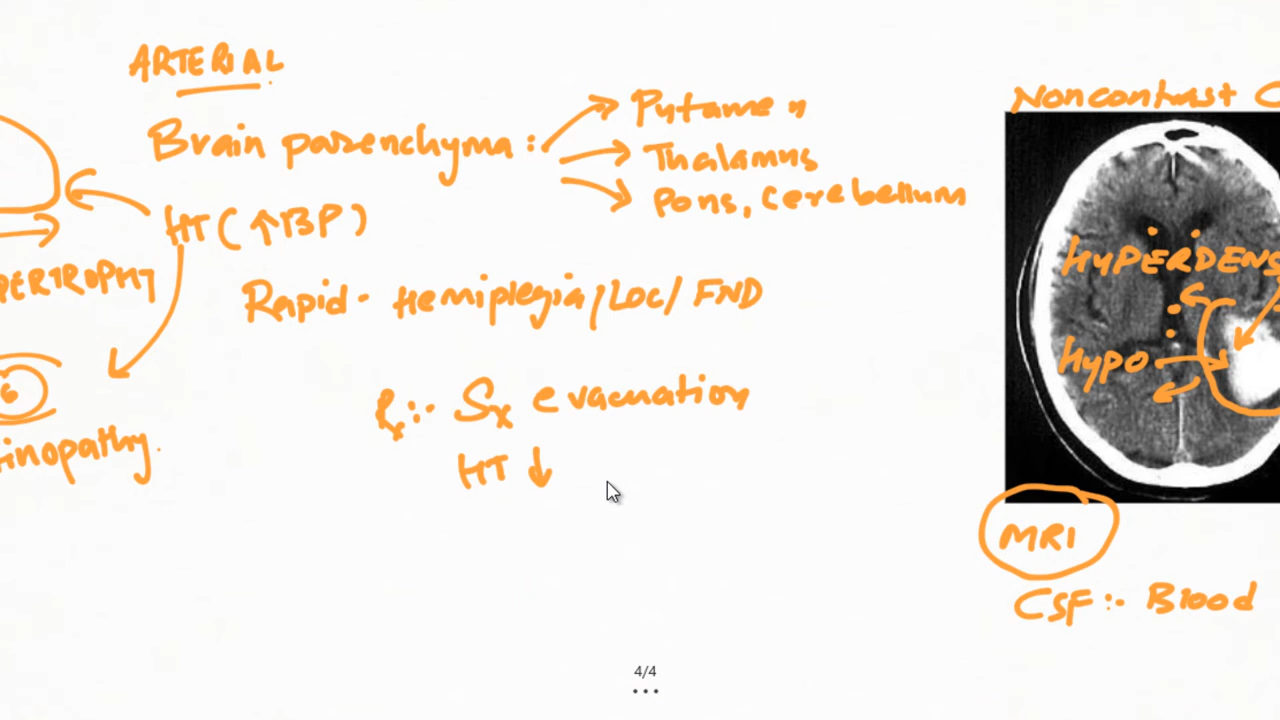 ARTERIAL
Brain parenchyma :
Putamen
Thalamus
Pons, Cerebellum
HT (↑BP)
PERTROPHY
Rapid - Hemiplegia/LOC/ FND
Rx :- Sx evacuation
HT ↓
inopathy.
Noncontrast C
HYPERDENS
Hypo
MRI
CSF :- Blood
4/4